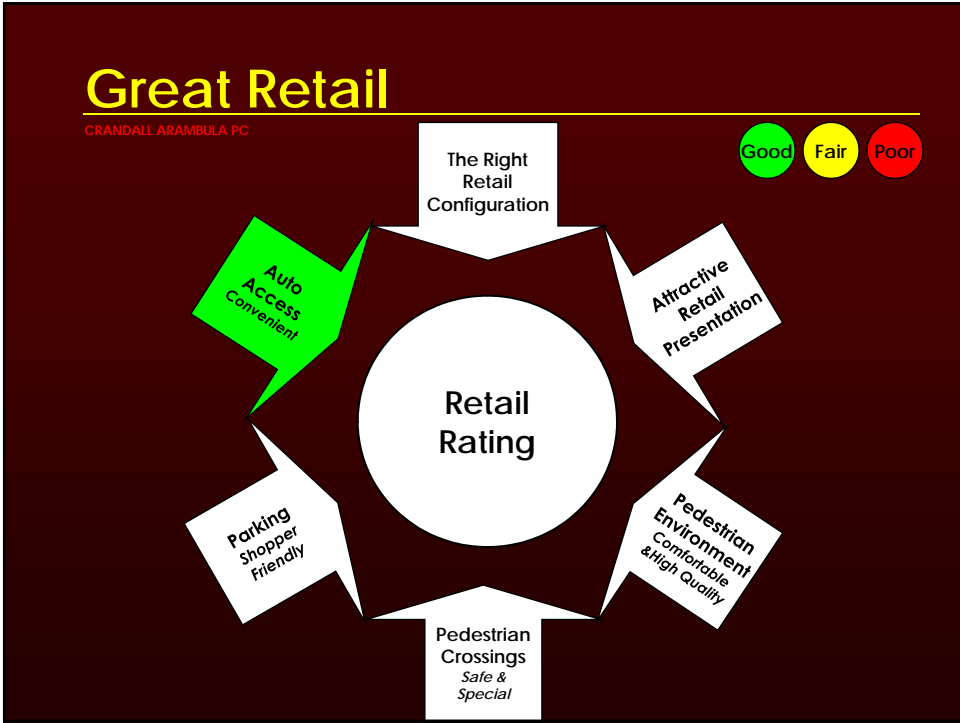 Great Retail
CRANDALL ARAMBULA PC
Good
Fair
Poor
The Right
Retail
Configuration
Auto
Access
Convenient
Attractive
Retail
Presentation
Retail
Rating
Parking
Shopper
Friendly
Pedestrian
Environment
Comfortable
&High Quality
Pedestrian
Crossings
Safe &
Special